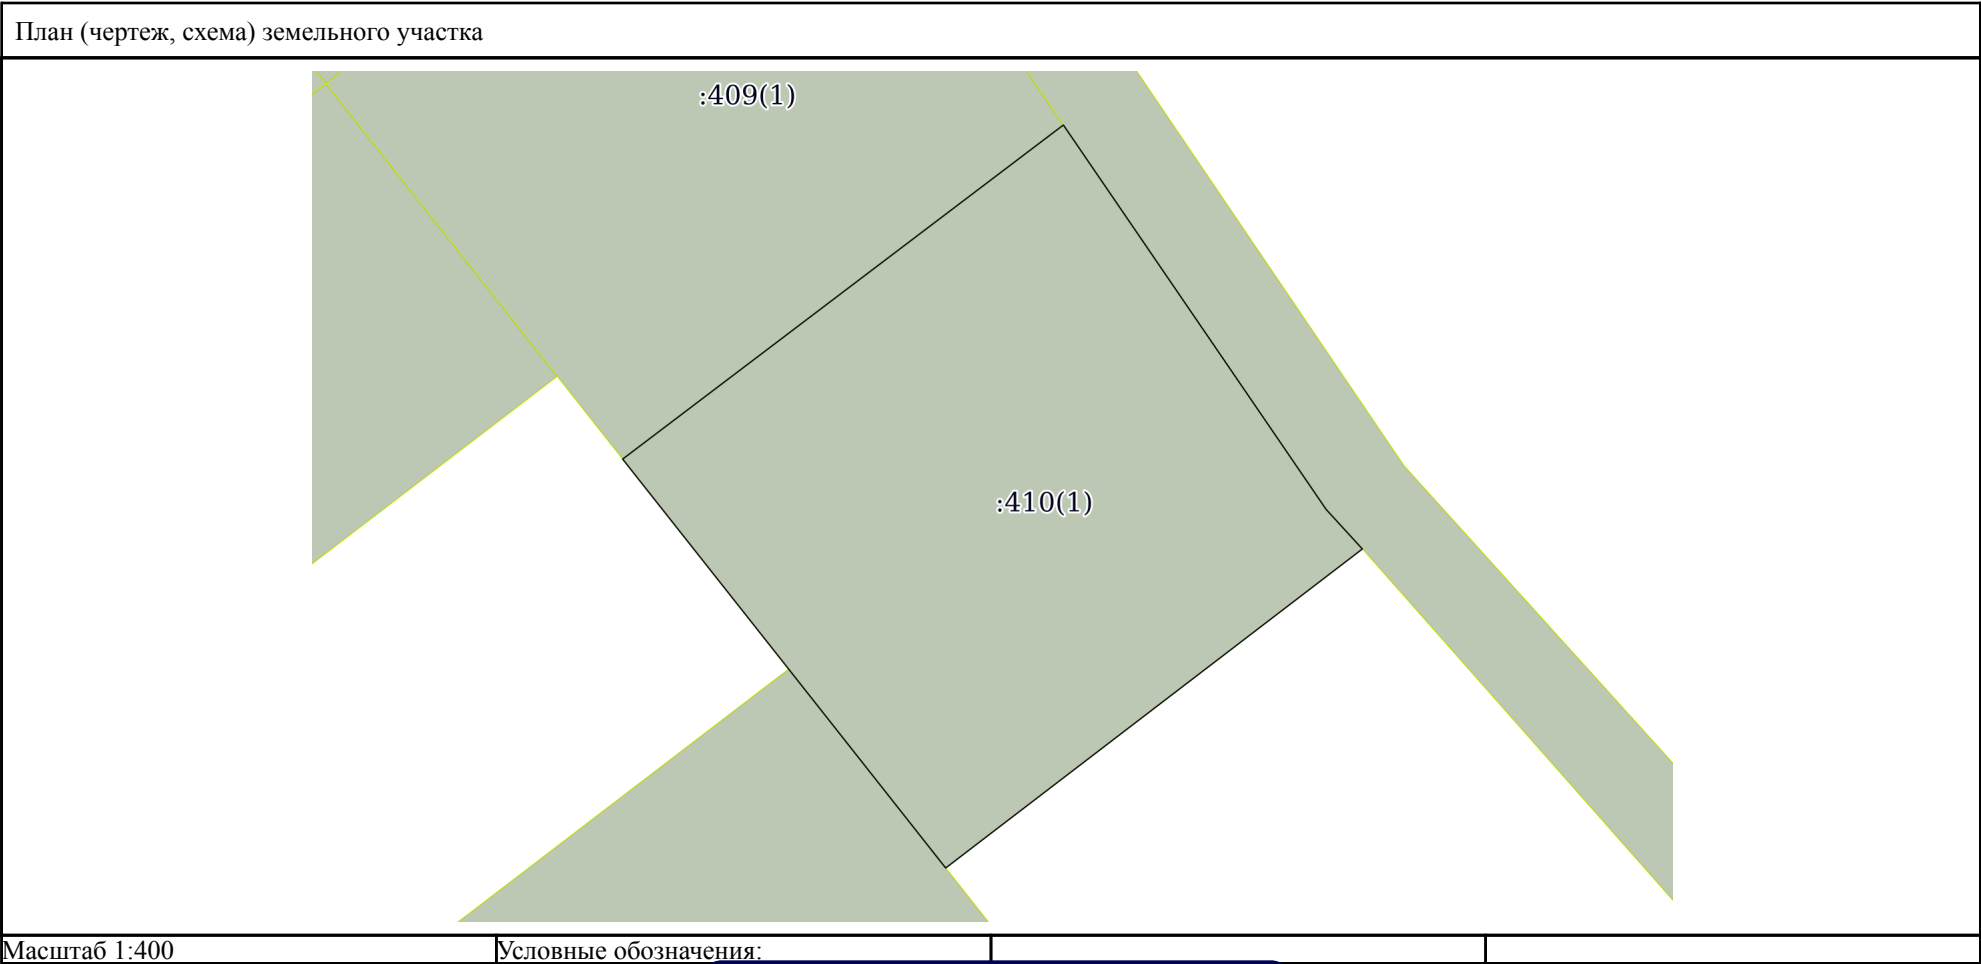 План (чертеж, схема) земельного участка
:409(1)
:410(1)
Масштаб 1:400
Условные обозначения: